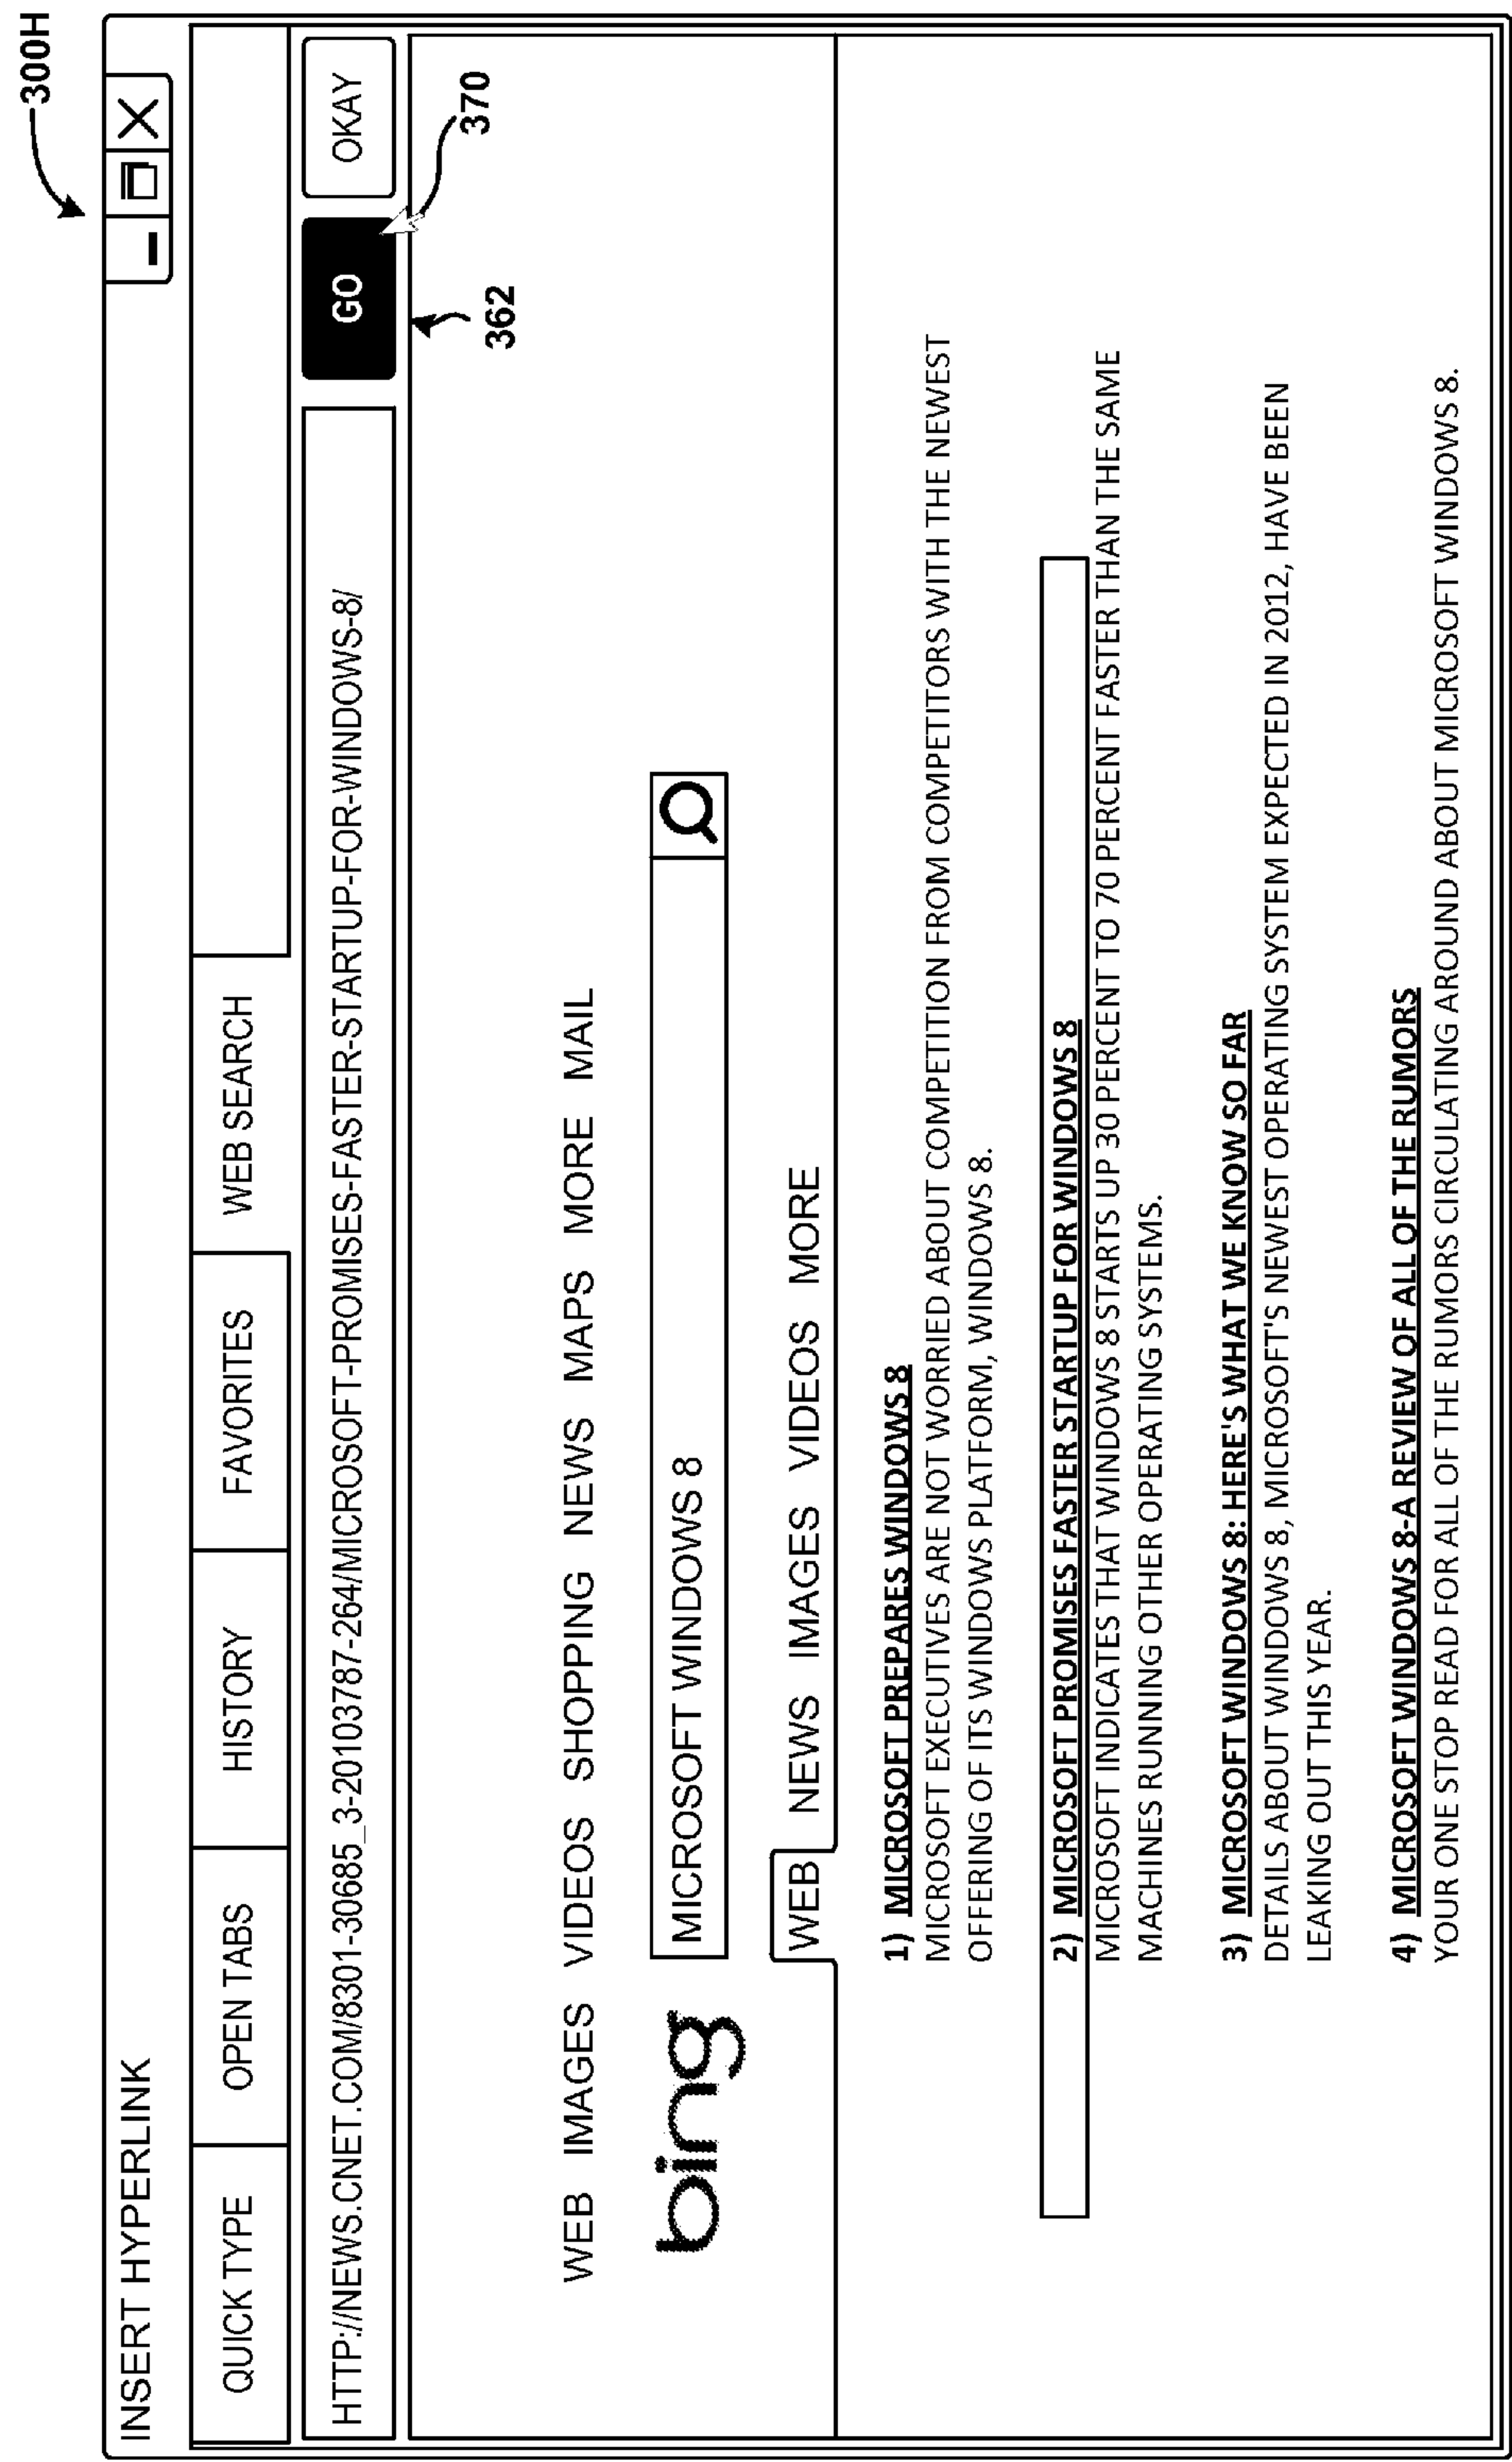 300H
INSERT HYPERLINK
QUICK TYPE OPEN TABS HISTORY FAVORITES WEB SEARCH
HTTP://NEWS.CNET.COM/8301-30685_3-20103787-264/MICROSOFT-PROMISES-FASTER-STARTUP-FOR-WINDOWS-8/ GO OKAY
370
362
WEB IMAGES VIDEOS SHOPPING NEWS MAPS MORE MAIL
bing MICROSOFT WINDOWS 8
WEB NEWS IMAGES VIDEOS MORE
1) MICROSOFT PREPARES WINDOWS 8
MICROSOFT EXECUTIVES ARE NOT WORRIED ABOUT COMPETITION FROM COMPETITORS WITH THE NEWEST
OFFERING OF ITS WINDOWS PLATFORM, WINDOWS 8.
2) MICROSOFT PROMISES FASTER STARTUP FOR WINDOWS 8
MICROSOFT INDICATES THAT WINDOWS 8 STARTS UP 30 PERCENT TO 70 PERCENT FASTER THAN THE SAME
MACHINES RUNNING OTHER OPERATING SYSTEMS.
3) MICROSOFT WINDOWS 8: HERE'S WHAT WE KNOW SO FAR
DETAILS ABOUT WINDOWS 8, MICROSOFT'S NEWEST OPERATING SYSTEM EXPECTED IN 2012, HAVE BEEN
LEAKING OUT THIS YEAR.
4) MICROSOFT WINDOWS 8-A REVIEW OF ALL OF THE RUMORS
YOUR ONE STOP READ FOR ALL OF THE RUMORS CIRCULATING AROUND ABOUT MICROSOFT WINDOWS 8.